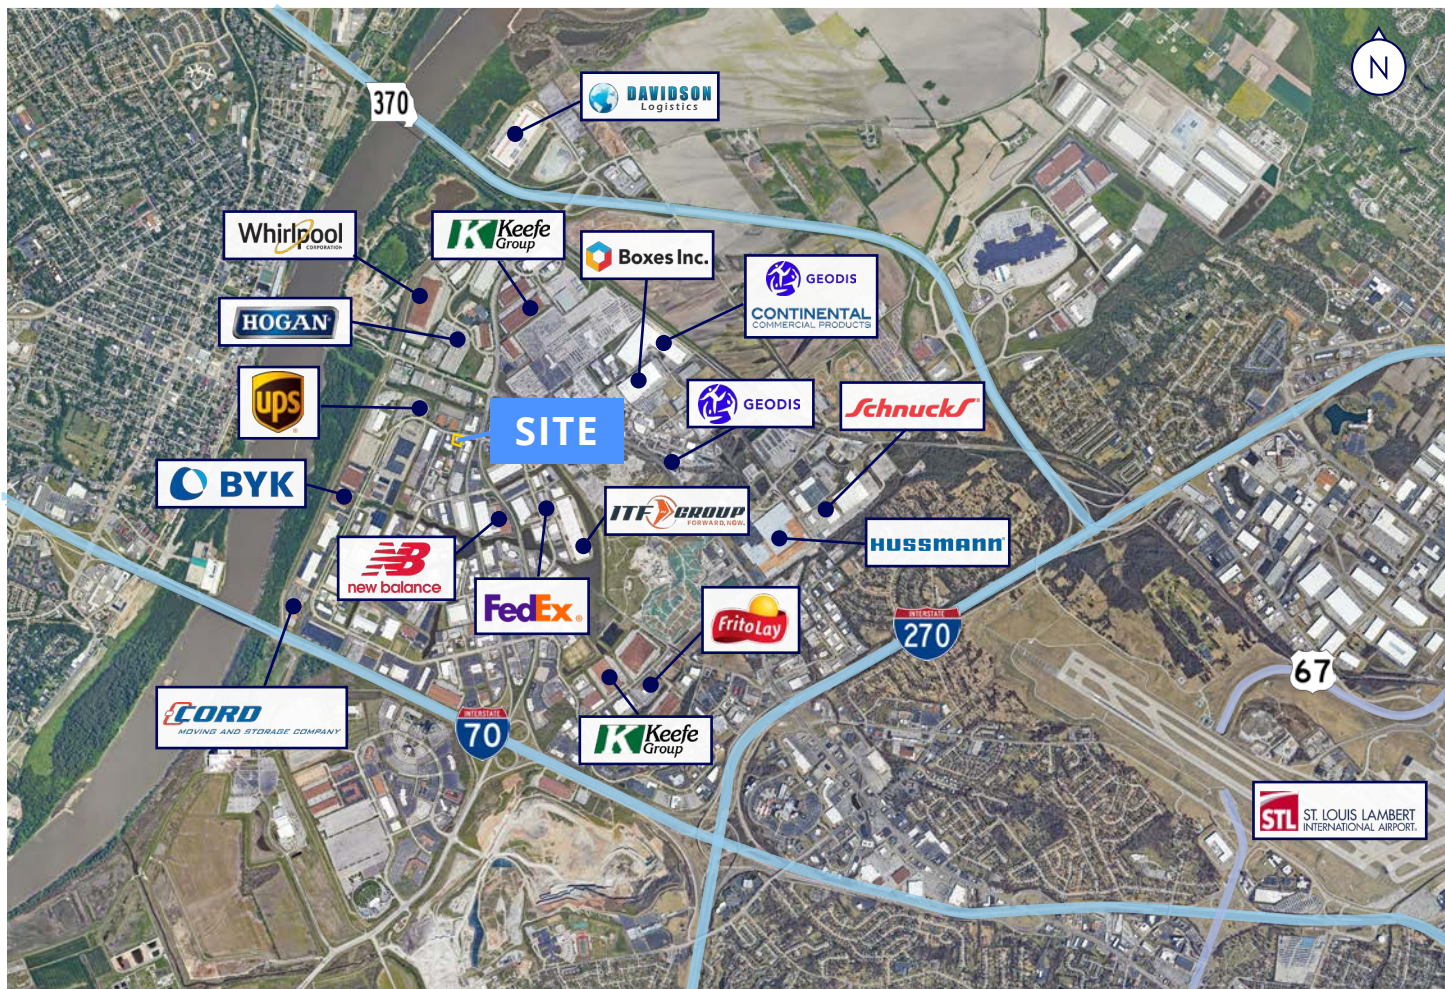 N
370
DAVIDSON
Logistics
Whirlpool
CORPORATION
Keefe
Group
Boxes Inc.
GEODIS
CONTINENTAL
COMMERCIAL PRODUCTS
HOGAN
ups
GEODIS
Schnucks
SITE
BYK
ITF GROUP
FORWARD, NOW.
HUSSMANN
new balance
FedEx®
Frito Lay
INTERSTATE
270
67
CORD
MOVING AND STORAGE COMPANY
INTERSTATE
70
Keefe
Group
STL
ST. LOUIS LAMBERT
INTERNATIONAL AIRPORT.